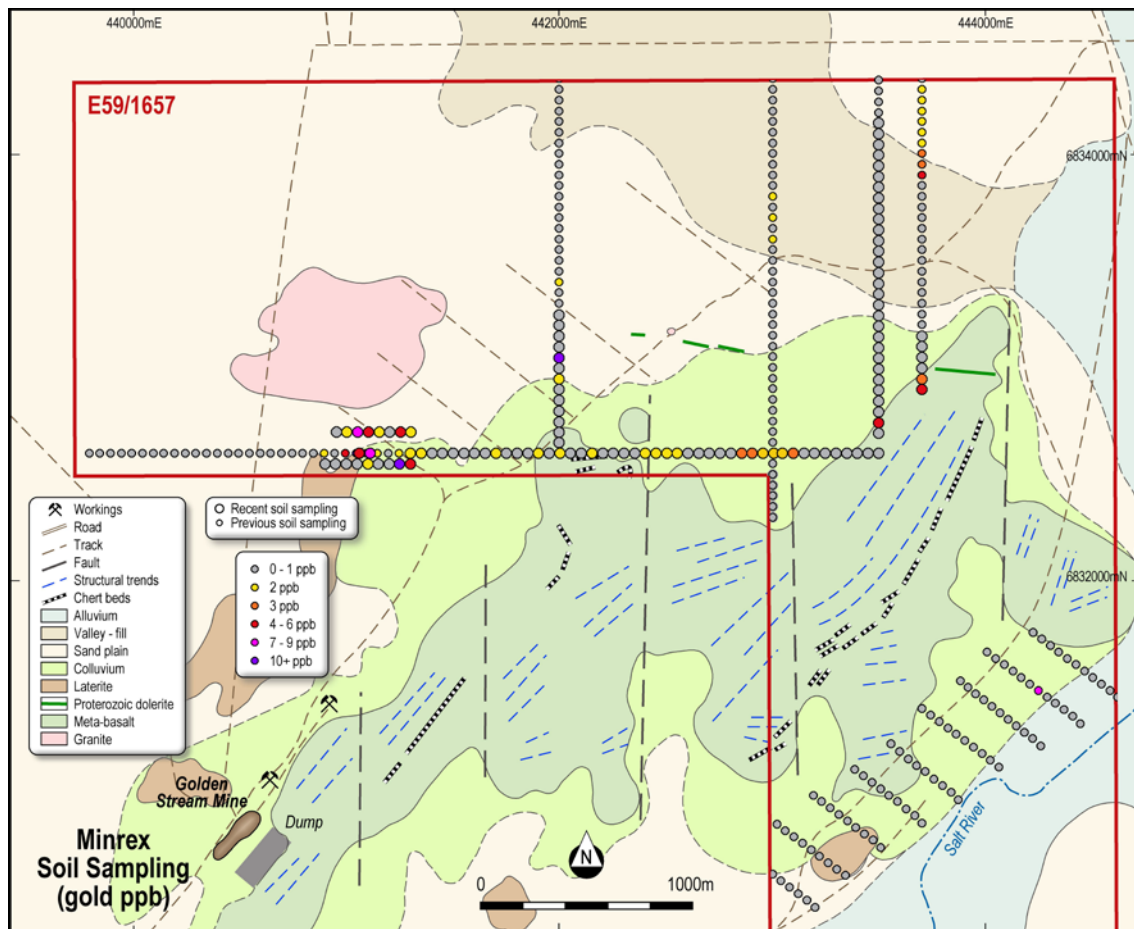 440000mE
442000mE
444000mE
E59/1657
6834000mN
Workings
Road
Track
Fault
Structural trends
Chert beds
Alluvium
Valley - fill
Sand plain
Colluvium
Laterite
Proterozoic dolerite
Meta-basalt
Granite
Recent soil sampling
Previous soil sampling
0 - 1 ppb
2 ppb
3 ppb
4 - 6 ppb
7 - 9 ppb
10+ ppb
6832000mN
Golden
Stream Mine
Dump
Minrex
Soil Sampling
(gold ppb)
N
0
1000m
Salt River